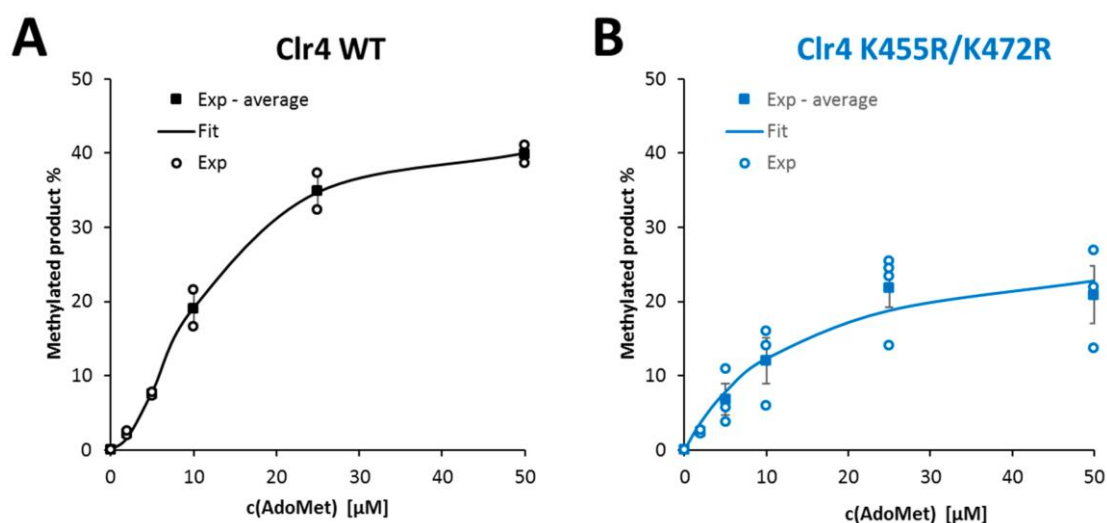 A
Clr4 WT
50
40
30
20
10
0
Methylated product %
Exp - average
Fit
Exp
0
10
20
30
40
50
c(AdoMet) [µM]
B
Clr4 K455R/K472R
50
40
30
20
10
0
Methylated product %
Exp - average
Fit
Exp
0
10
20
30
40
50
c(AdoMet) [µM]